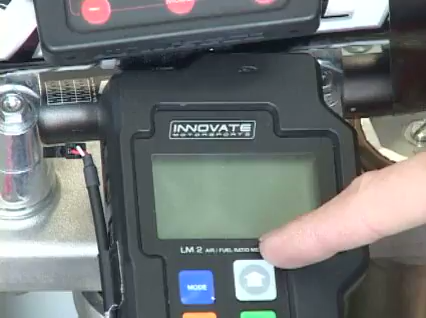 INNOVATE
MOTORSPORTS
LM 2 AIR / FUEL RATIO
MODE